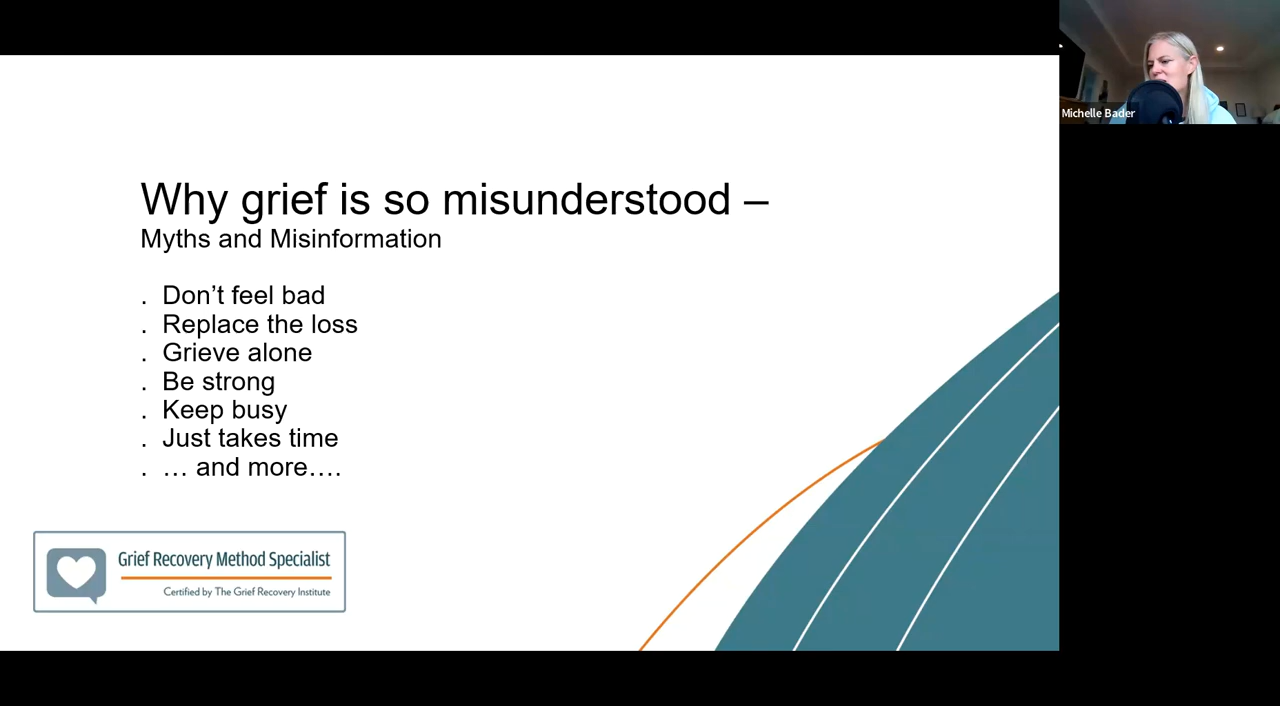 Why grief is so misunderstood –
Myths and Misinformation
. Don’t feel bad
. Replace the loss
. Grieve alone
. Be strong
. Keep busy
. Just takes time
. … and more….
Grief Recovery Method Specialist
Certified by The Grief Recovery Institute
Michelle Bader